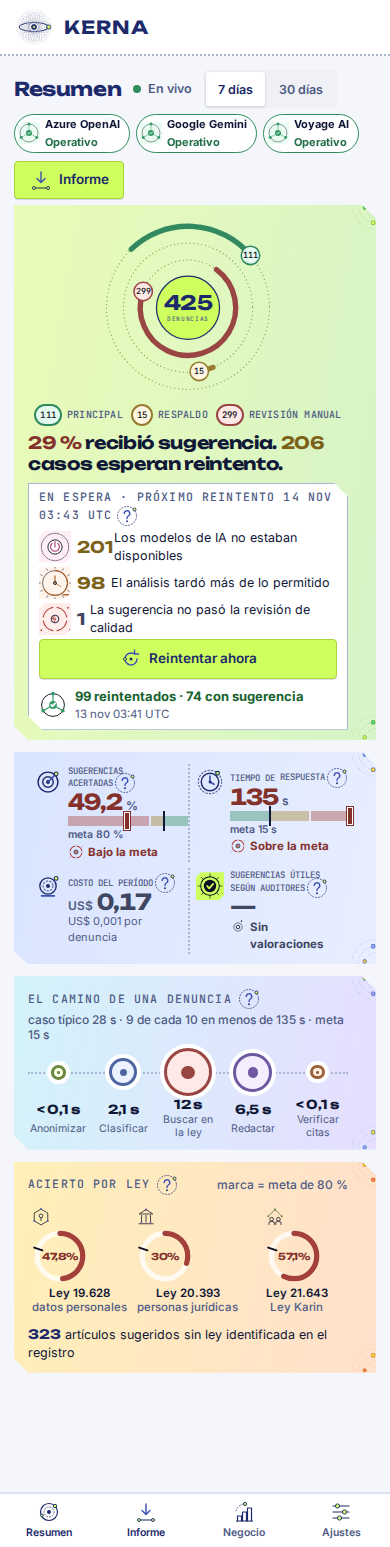 KERNA
Resumen
En vivo
7 días
30 días
Azure OpenAI
Operativo
Google Gemini
Operativo
Voyage AI
Operativo
Informe
111
299
425
DENUNCIAS
15
111 PRINCIPAL
15 RESPALDO
299 REVISIÓN MANUAL
29 % recibió sugerencia. 206
casos esperan reintento.
EN ESPERA · PRÓXIMO REINTENTO 14 NOV
03:43 UTC ?
201 Los modelos de IA no estaban
disponibles
98 El análisis tardó más de lo permitido
1 La sugerencia no pasó la revisión de
calidad
Reintentar ahora
99 reintentados · 74 con sugerencia
13 nov 03:41 UTC
SUGERENCIAS
ACERTADAS ?
49,2 %
meta 80 %
Bajo la meta
TIEMPO DE RESPUESTA ?
135 s
meta 15 s
Sobre la meta
COSTO DEL PERÍODO ?
US$ 0,17
US$ 0,001 por
denuncia
SUGERENCIAS ÚTILES
SEGÚN AUDITORES ?
—
Sin
valoraciones
EL CAMINO DE UNA DENUNCIA ?
caso típico 28 s · 9 de cada 10 en menos de 135 s · meta
15 s
<0,1 s
Anonimizar
2,1 s
Clasificar
12 s
Buscar en
la ley
6,5 s
Redactar
<0,1 s
Verificar
citas
ACIERTO POR LEY ?
marca = meta de 80 %
47,8%
Ley 19.628
datos personales
30%
Ley 20.393
personas jurídicas
57,1%
Ley 21.643
Ley Karin
323 artículos sugeridos sin ley identificada en el
registro
Resumen
Informe
Negocio
Ajustes